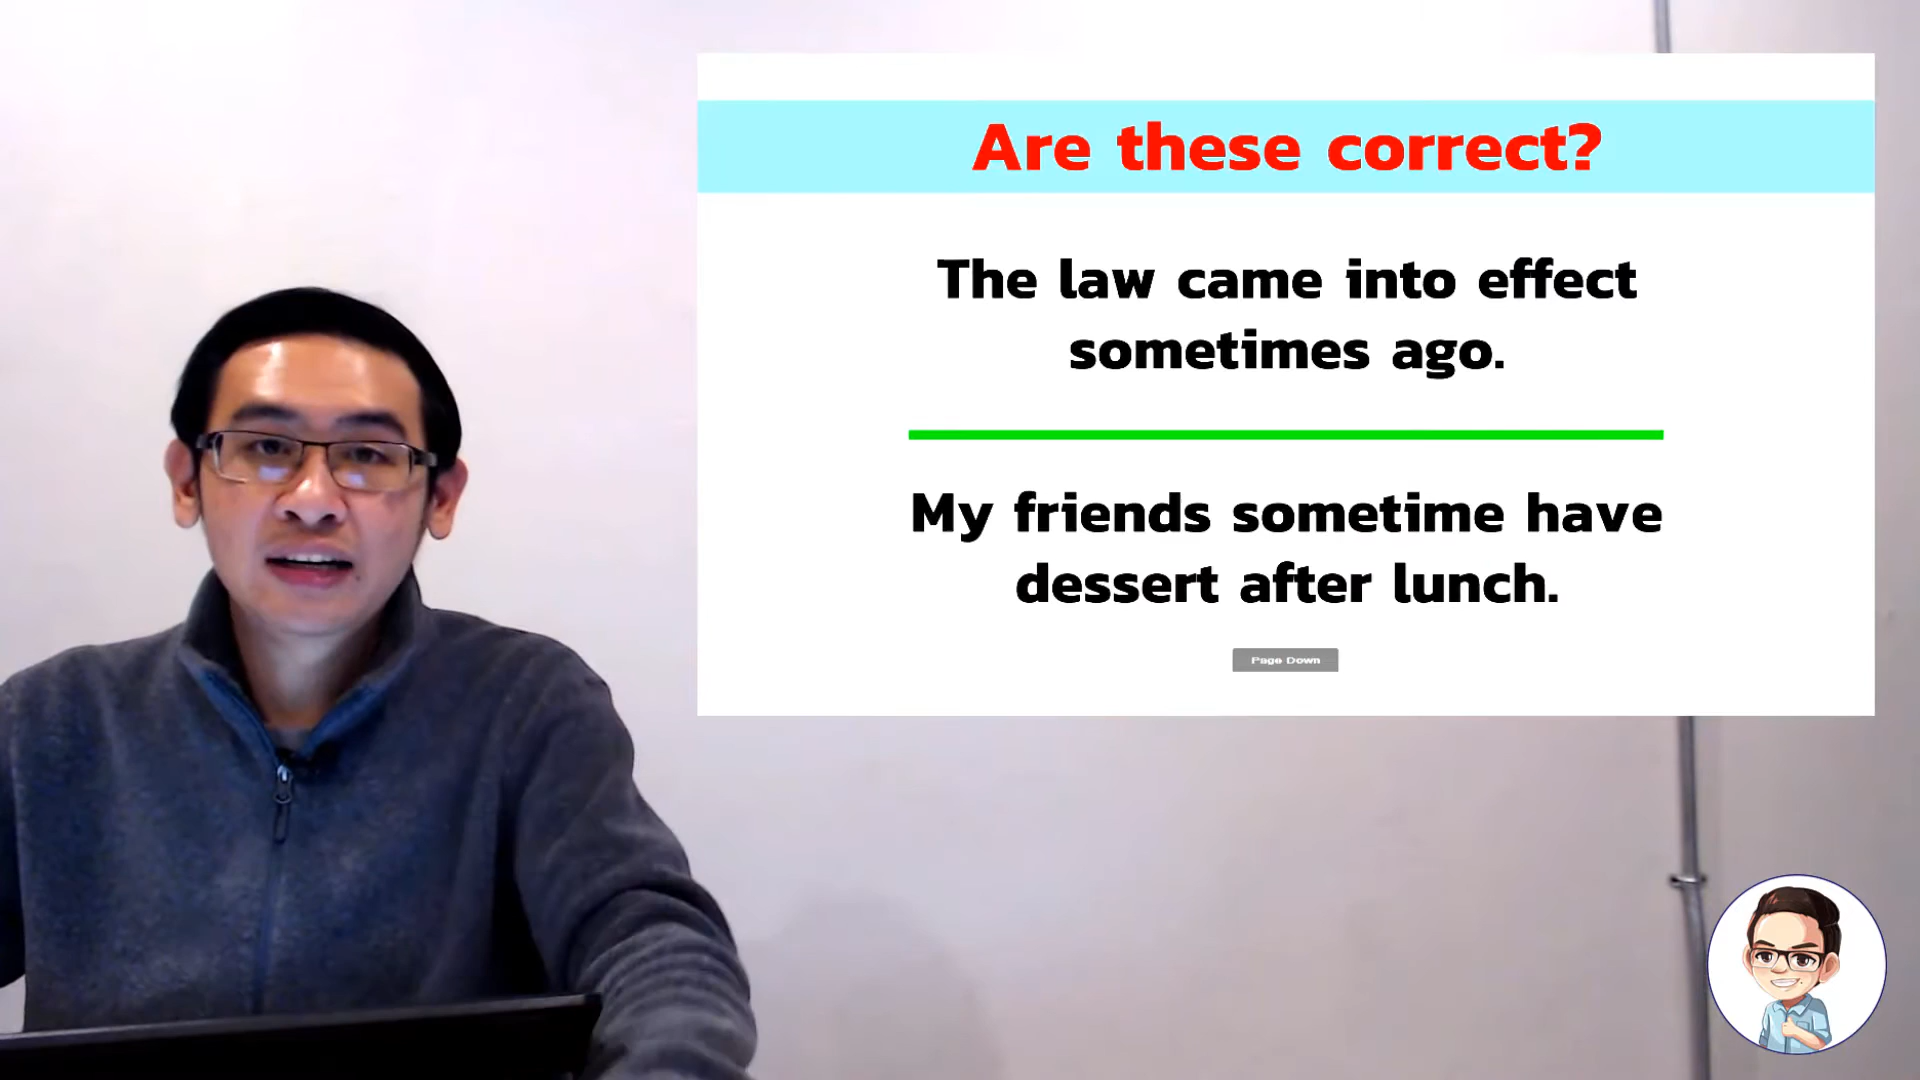 Are these correct?
The law came into effect
sometimes ago.
My friends sometime have
dessert after lunch.
Page Down